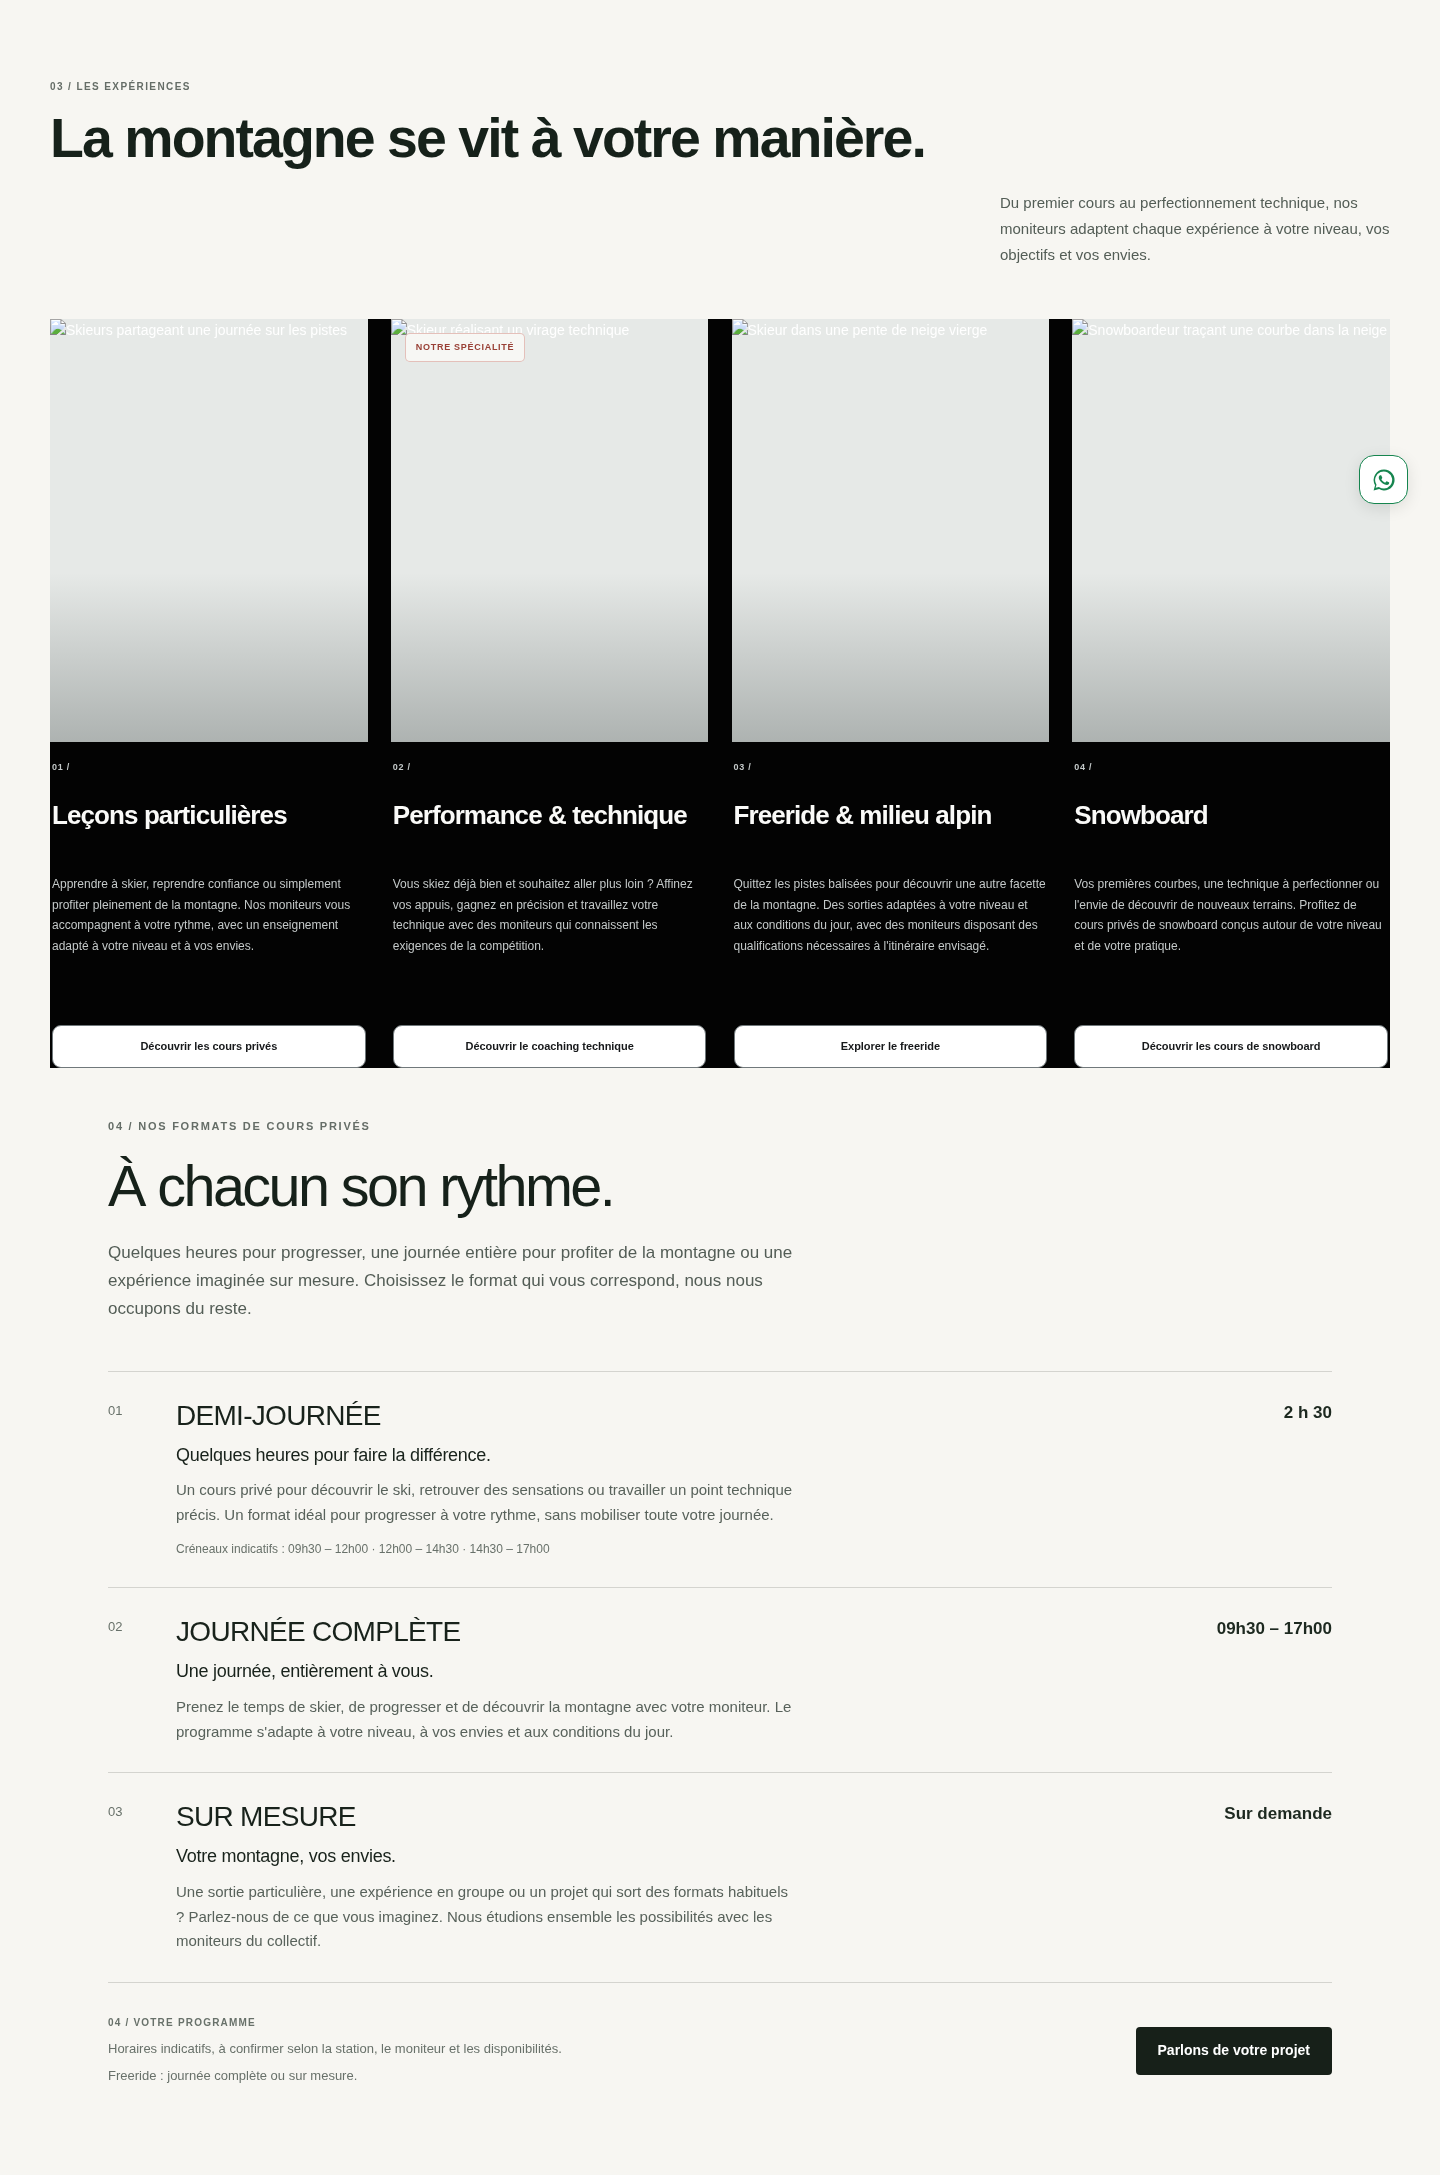 03 / LES EXPÉRIENCES
La montagne se vit à votre manière.
Du premier cours au perfectionnement technique, nos
moniteurs adaptent chaque expérience à votre niveau, vos
objectifs et vos envies.
Skieurs partageant une journée sur les pistes
Skieur réalisant un virage technique
NOTRE SPÉCIALITÉ
Skieur dans une pente de neige vierge
Snowboardeur traçant une courbe dans la neige
01 /
Leçons particulières
Apprendre à skier, reprendre confiance ou simplement
profiter pleinement de la montagne. Nos moniteurs vous
accompagnent à votre rythme, avec un enseignement
adapté à votre niveau et à vos envies.
Découvrir les cours privés
02 /
Performance & technique
Vous skiez déjà bien et souhaitez aller plus loin ? Affinez
vos appuis, gagnez en précision et travaillez votre
technique avec des moniteurs qui connaissent les
exigences de la compétition.
Découvrir le coaching technique
03 /
Freeride & milieu alpin
Quittez les pistes balisées pour découvrir une autre facette
de la montagne. Des sorties adaptées à votre niveau et
aux conditions du jour, avec des moniteurs disposant des
qualifications nécessaires à l'itinéraire envisagé.
Explorer le freeride
04 /
Snowboard
Vos premières courbes, une technique à perfectionner ou
l'envie de découvrir de nouveaux terrains. Profitez de
cours privés de snowboard conçus autour de votre niveau
et de votre pratique.
Découvrir les cours de snowboard
04 / NOS FORMATS DE COURS PRIVÉS
À chacun son rythme.
Quelques heures pour progresser, une journée entière pour profiter de la montagne ou une
expérience imaginée sur mesure. Choisissez le format qui vous correspond, nous nous
occupons du reste.
01
DEMI-JOURNÉE
2 h 30
Quelques heures pour faire la différence.
Un cours privé pour découvrir le ski, retrouver des sensations ou travailler un point technique
précis. Un format idéal pour progresser à votre rythme, sans mobiliser toute votre journée.
Créneaux indicatifs : 09h30 – 12h00 · 12h00 – 14h30 · 14h30 – 17h00
02
JOURNÉE COMPLÈTE
09h30 – 17h00
Une journée, entièrement à vous.
Prenez le temps de skier, de progresser et de découvrir la montagne avec votre moniteur. Le
programme s'adapte à votre niveau, à vos envies et aux conditions du jour.
03
SUR MESURE
Sur demande
Votre montagne, vos envies.
Une sortie particulière, une expérience en groupe ou un projet qui sort des formats habituels
? Parlez-nous de ce que vous imaginez. Nous étudions ensemble les possibilités avec les
moniteurs du collectif.
04 / VOTRE PROGRAMME
Horaires indicatifs, à confirmer selon la station, le moniteur et les disponibilités.
Freeride : journée complète ou sur mesure.
Parlons de votre projet